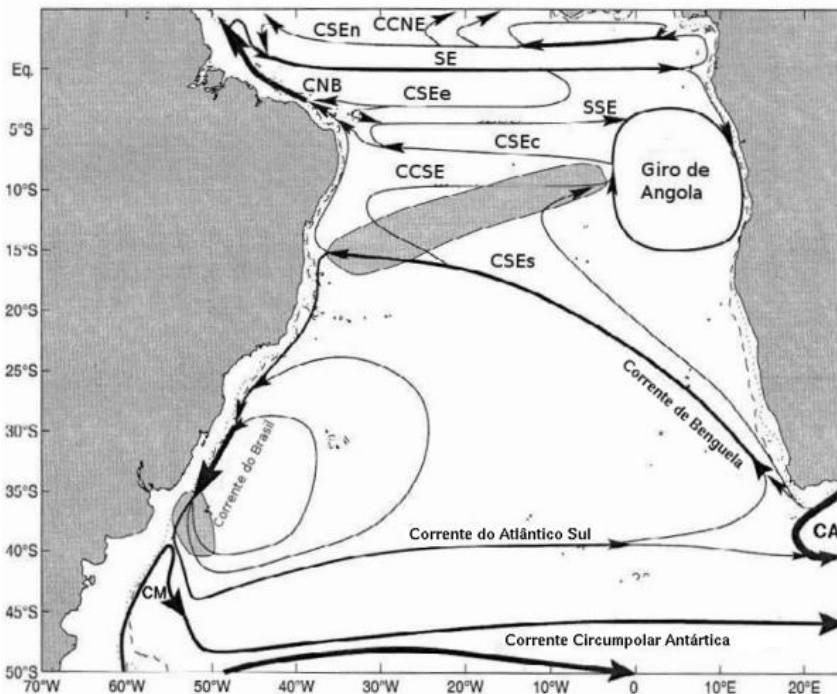 CSEn
CCNE
SE
Eq.
CNB
CSEe
SSE
5°S
CSEc
CCSE
Giro de
Angola
10°S
15°S
CSEs
20°S
25°S
Corrente de Benguela
30°S
Corrente do Brasil
35°S
Corrente do Atlântico Sul
CA
40°S
CM
45°S
Corrente Circumpolar Antártica
50°S
70°W 60°W 50°W 40°W 30°W 20°W 10°W 0 10°E 20°E